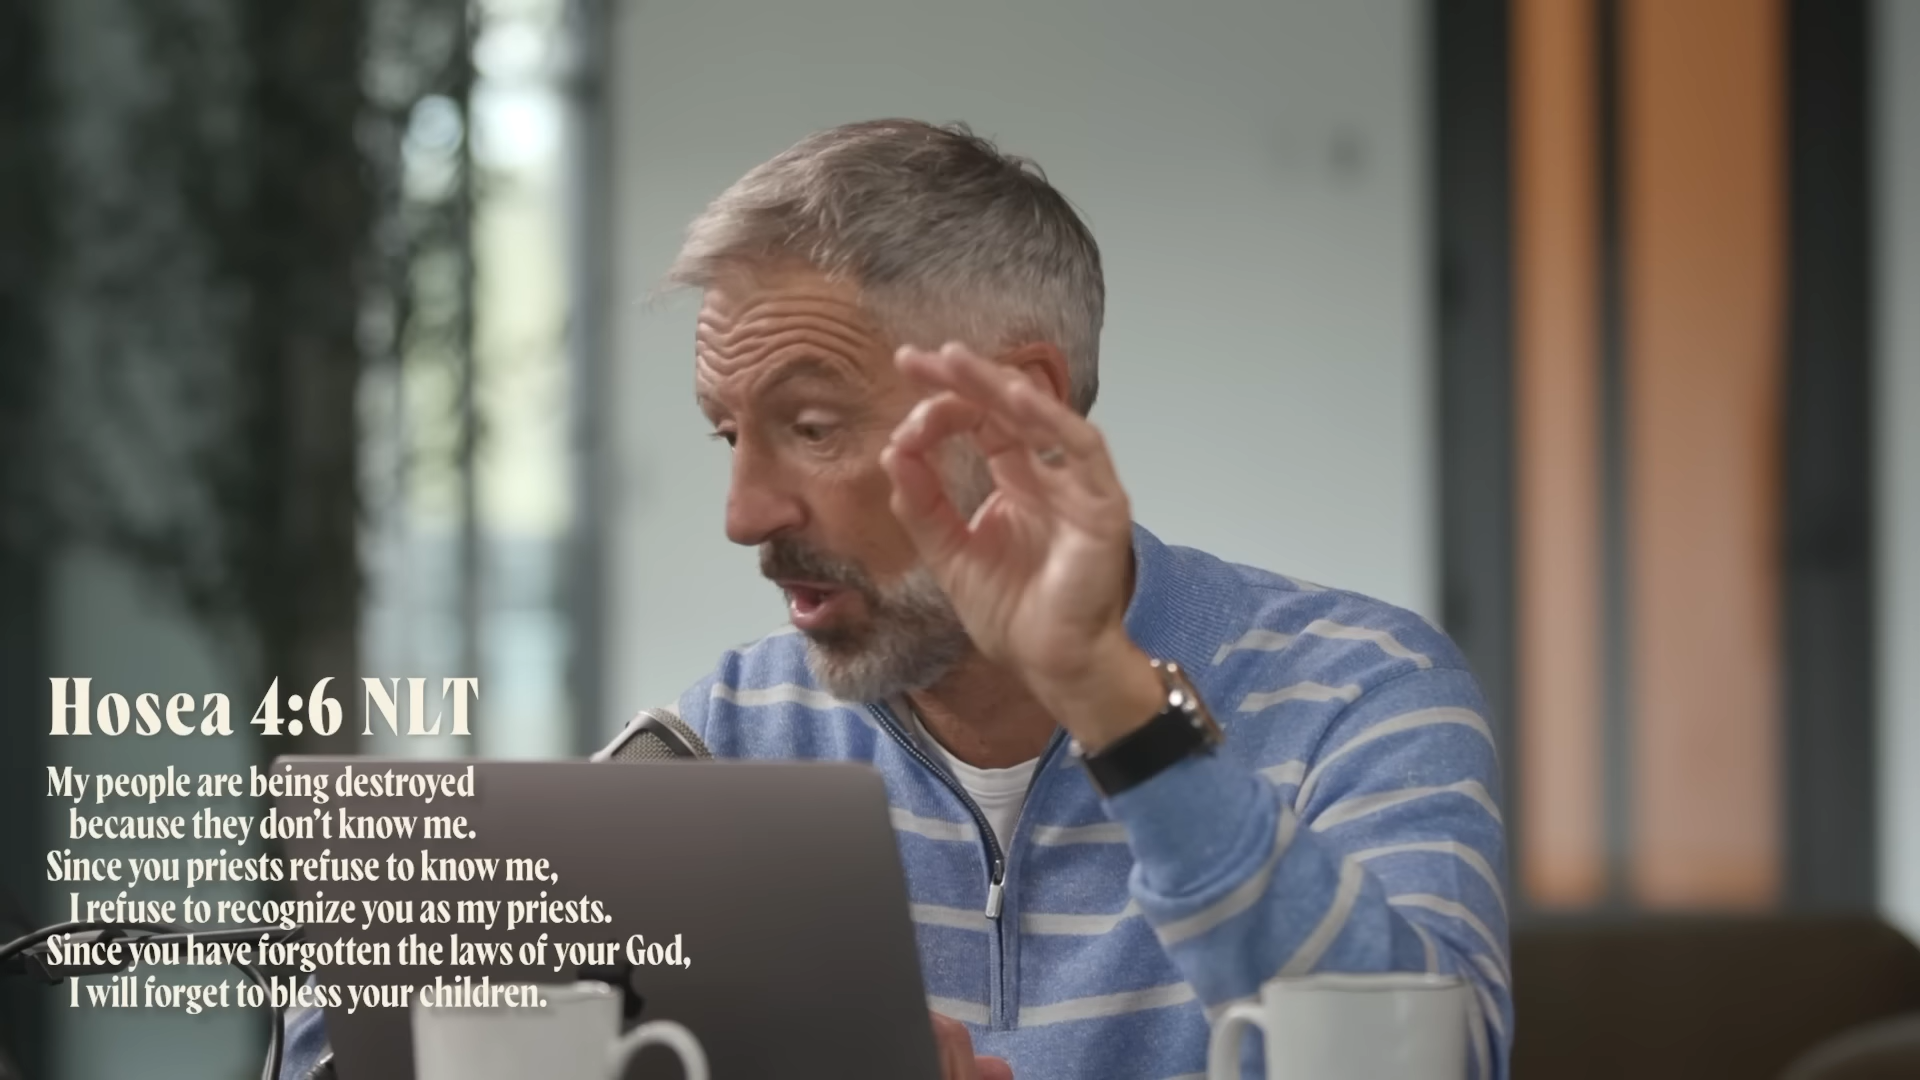 Hosea 4:6 NLT
My people are being destroyed
because they don't know me.
Since you priests refuse to know me,
I refuse to recognize you as my priests.
Since you have forgotten the laws of your God,
I will forget to bless your children.